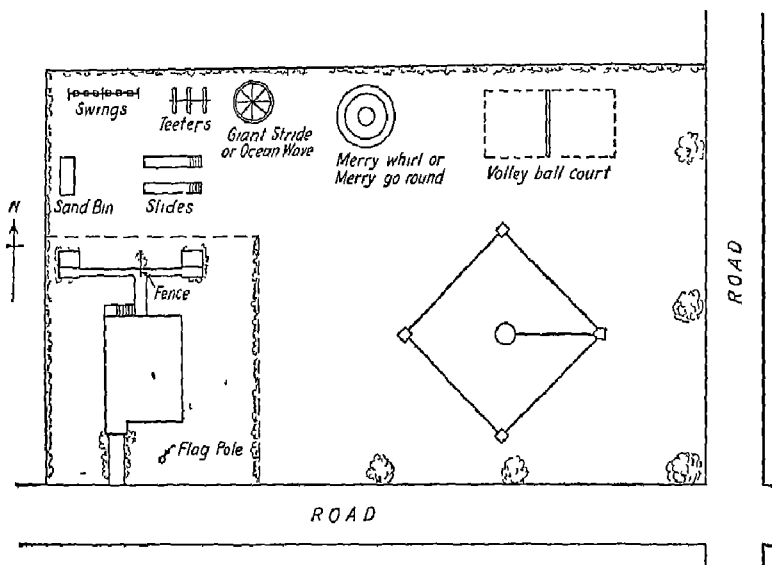 Swings
Teeters
Giant Stride
or Ocean Wave
Merry whirl or
Merry go round
Volley ball court
Sand Bin
Slides
N
Fence
ROAD
Flag Pole
ROAD